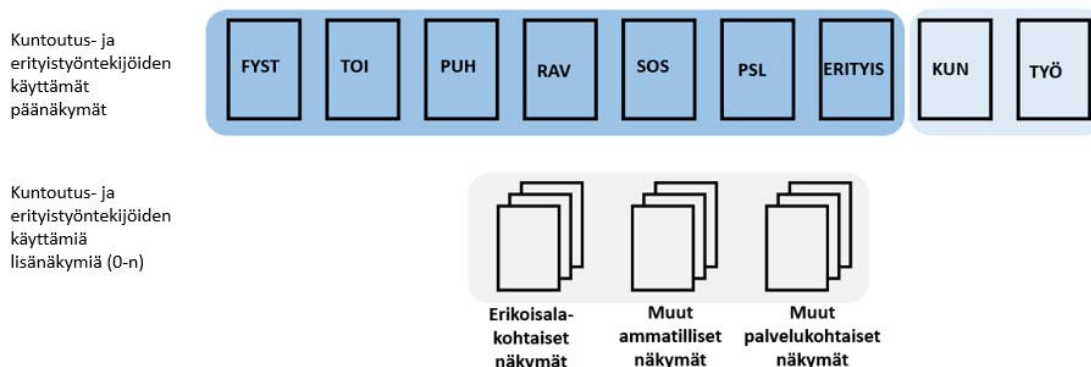 Kuntoutus- ja
erityistyöntekijöiden
käyttämät
päänäkymät
FYST TOI PUH RAV SOS PSL ERITYIS KUN TYÖ
Kuntoutus- ja
erityistyöntekijöiden
käyttämiä
lisänäkymiä (0-n)
Erikoisala-
kohtaiset
näkymät
Muut
ammatilliset
näkymät
Muut
palvelukohtaiset
näkymät